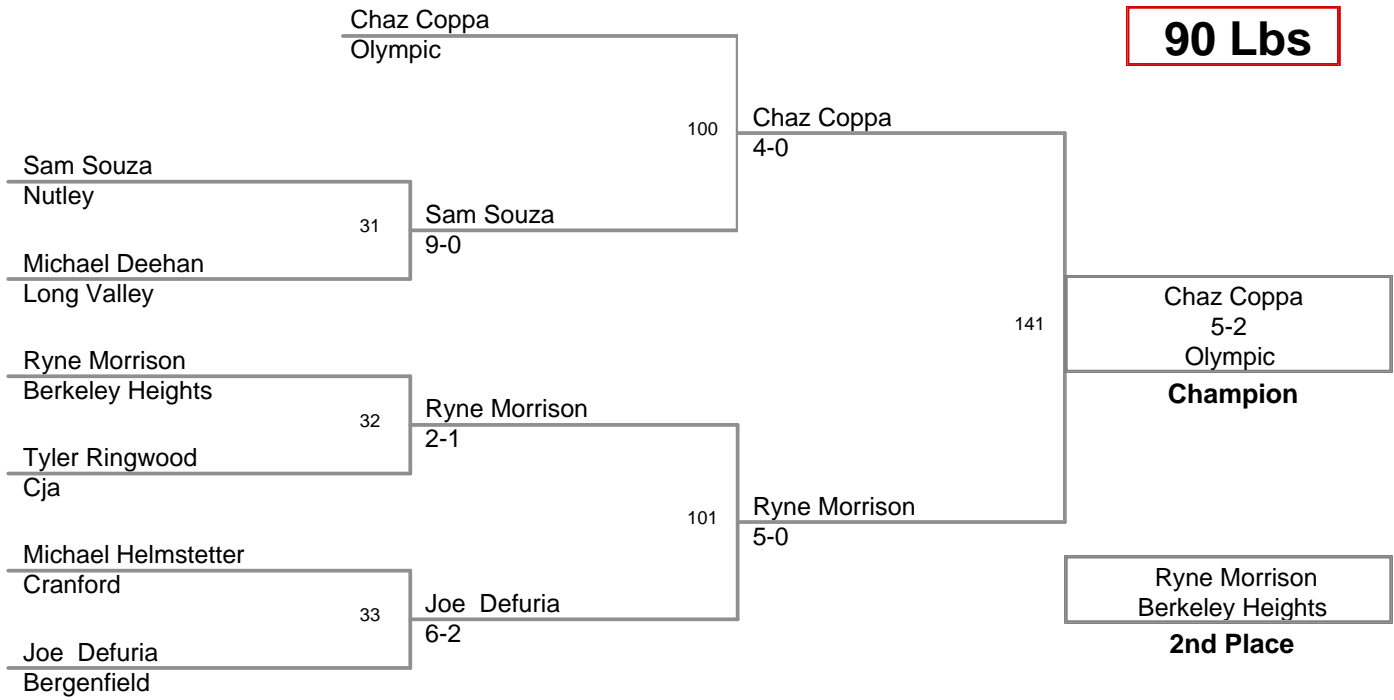 Chaz Coppa
Olympic
90 Lbs
100
Chaz Coppa
4-0
Sam Souza
Nutley
31
Sam Souza
9-0
Michael Deehan
Long Valley
141
Chaz Coppa
5-2
Olympic
Champion
Ryne Morrison
Berkeley Heights
32
Ryne Morrison
2-1
Tyler Ringwood
Cja
101
Ryne Morrison
5-0
Michael Helmstetter
Cranford
33
Joe Defuria
6-2
Joe Defuria
Bergenfield
Ryne Morrison
Berkeley Heights
2nd Place